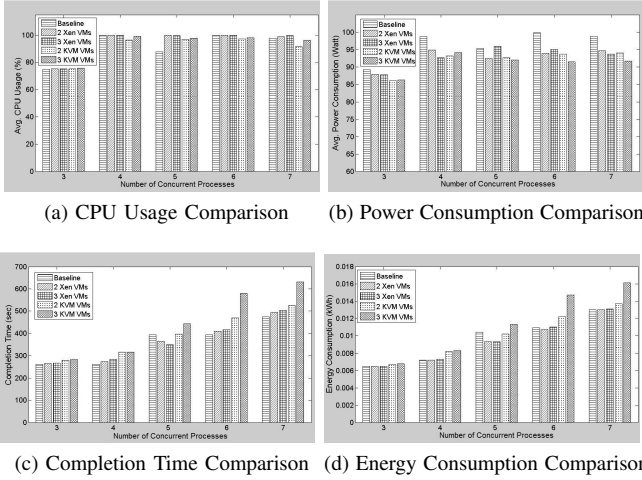 Baseline
2 Xen VMs
3 Xen VMs
2 KVM VMs
3 KVM VMs
Avg. CPU Usage (%)
100
80
60
40
20
0
3 4 5 6 7
Number of Concurrent Processes
(a) CPU Usage Comparison
Baseline
2 Xen VMs
3 Xen VMs
2 KVM VMs
3 KVM VMs
Avg. Power Consumption (Watt)
100
95
90
85
80
75
70
65
60
3 4 5 6 7
Number of Concurrent Processes
(b) Power Consumption Comparison
Baseline
2 Xen VMs
3 Xen VMs
2 KVM VMs
3 KVM VMs
Completion Time (sec)
700
600
500
400
300
200
100
0
3 4 5 6 7
Number of Concurrent Processes
(c) Completion Time Comparison
Baseline
2 Xen VMs
3 Xen VMs
2 KVM VMs
3 KVM VMs
Energy Consumption (kWh)
0.018
0.016
0.014
0.012
0.01
0.008
0.006
0.004
0.002
0
3 4 5 6 7
Number of Concurrent Processes
(d) Energy Consumption Comparison